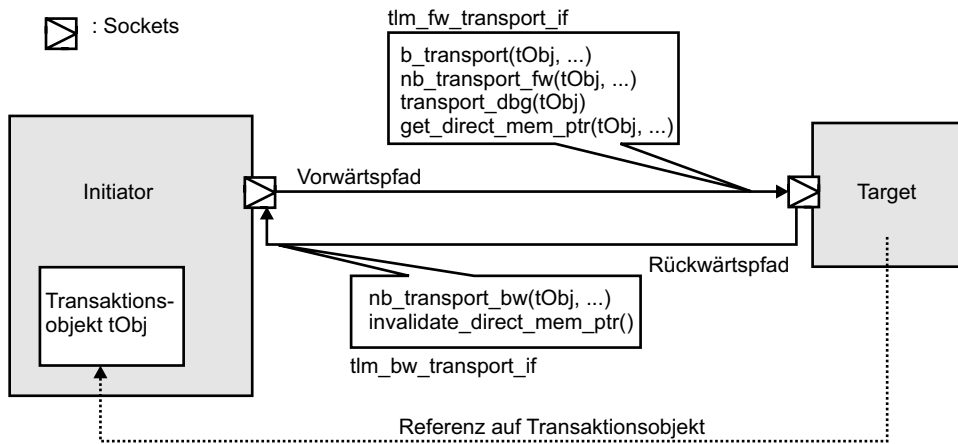 : Sockets
tlm_fw_transport_if
b_transport(tObj, ...)
nb_transport_fw(tObj, ...)
transport_dbg(tObj)
get_direct_mem_ptr(tObj, ...)
Initiator
Vorwärtspfad
Target
Rückwärtspfad
Transaktions-
objekt tObj
nb_transport_bw(tObj, ...)
invalidate_direct_mem_ptr()
tlm_bw_transport_if
Referenz auf Transaktionsobjekt